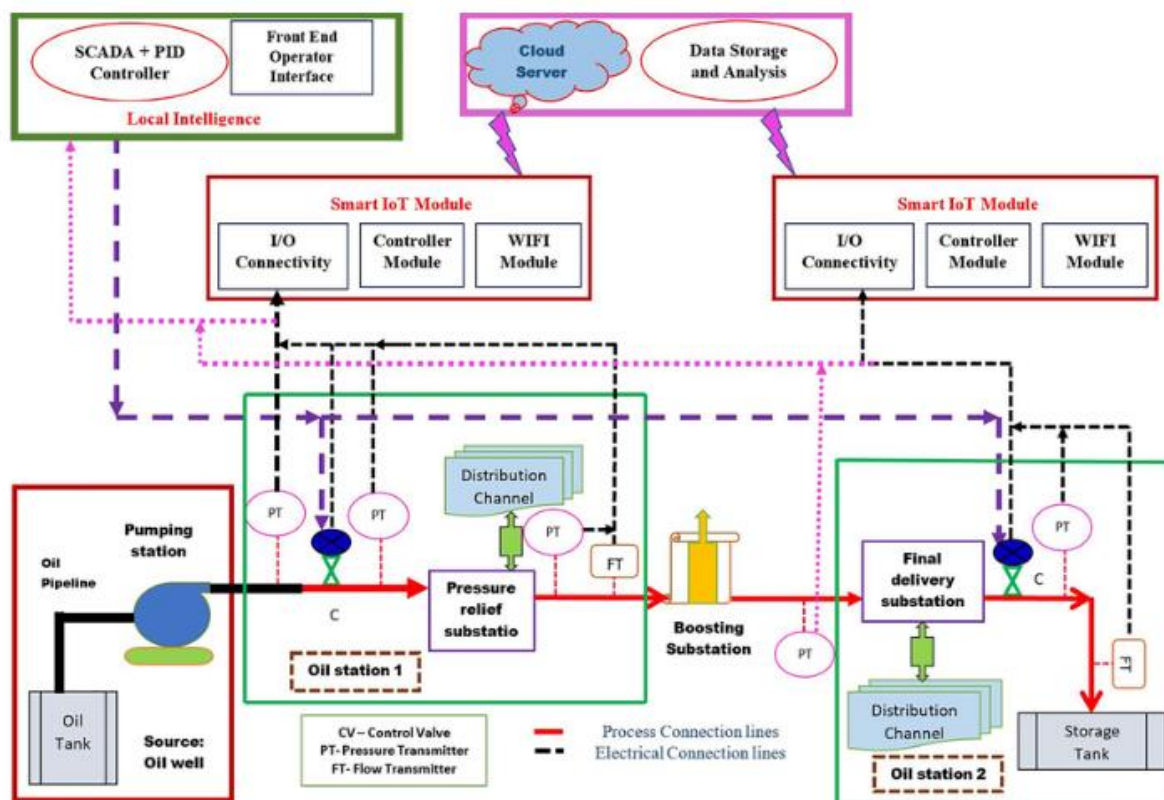 SCADA + PID
Controller
Front End
Operator
Interface
Local Intelligence
Cloud
Server
Data Storage
and Analysis
Smart IoT Module
I/O
Connectivity
Controller
Module
WIFI
Module
Smart IoT Module
I/O
Connectivity
Controller
Module
WIFI
Module
Distribution
Channel
PT
PT
PT
FT
PT
FT
PT
Pumping
station
Oil
Pipeline
Oil
Tank
Source:
Oil well
C
Pressure
relief
substatio
Oil station 1
Boosting
Substation
Final
delivery
substation
C
Distribution
Channel
Oil station 2
Storage
Tank
CV – Control Valve
PT- Pressure Transmitter
FT- Flow Transmitter
Process Connection lines
Electrical Connection lines